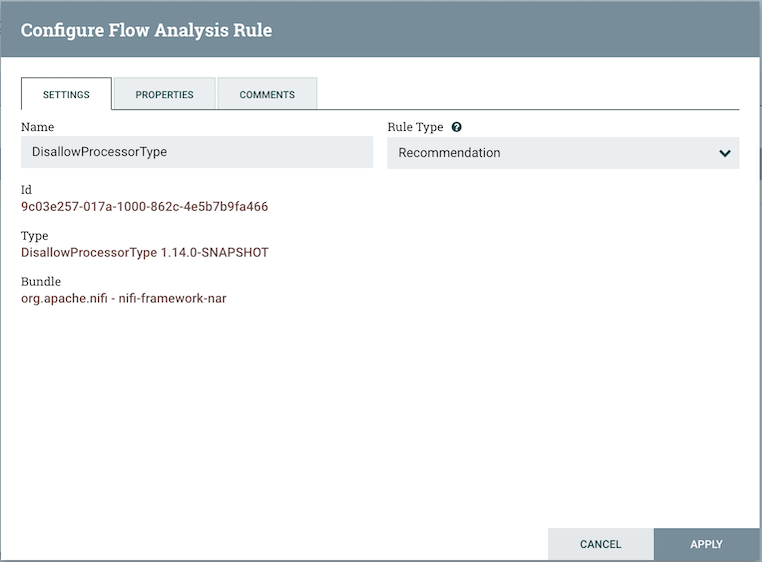 Configure Flow Analysis Rule
SETTINGS
PROPERTIES
COMMENTS
Name
Rule Type
DisallowProcessorType
Recommendation
Id
9c03e257-017a-1000-862c-4e5b7b9fa466
Type
DisallowProcessorType 1.14.0-SNAPSHOT
Bundle
org.apache.nifi - nifi-framework-nar
CANCEL
APPLY